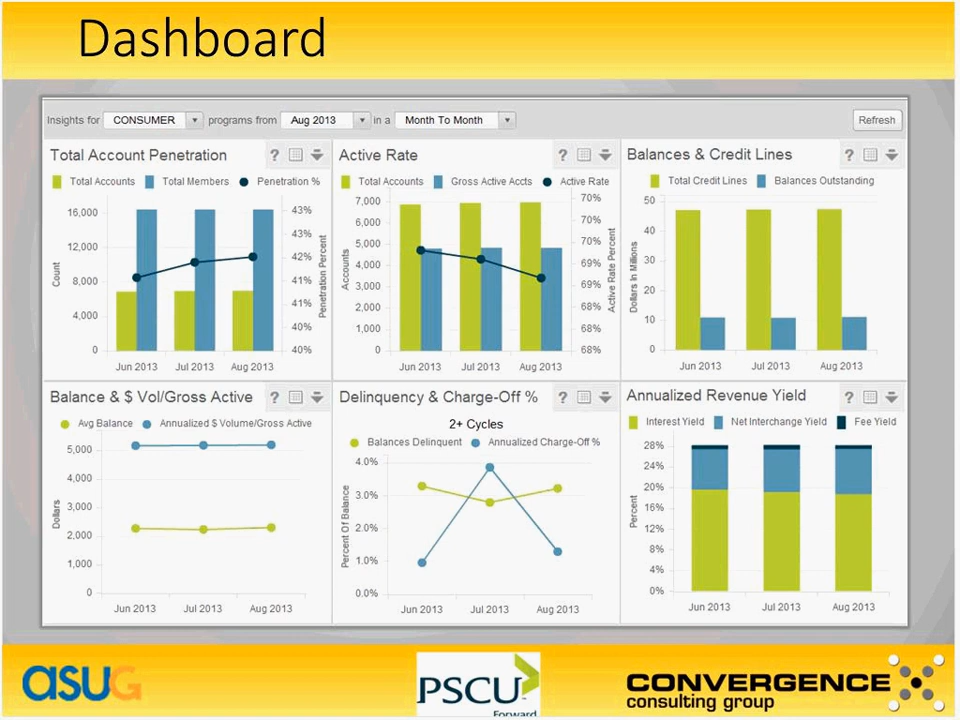 Dashboard
Insights for CONSUMER programs from Aug 2013 in a Month To Month Refresh
Total Account Penetration ?
Total Accounts Total Members Penetration %
16,000
12,000
8,000
4,000
0
Count
43%
43%
42%
41%
41%
40%
40%
Penetration Percent
Jun 2013 Jul 2013 Aug 2013
Active Rate ?
Total Accounts Gross Active Accts Active Rate
7,000
6,000
5,000
4,000
3,000
2,000
1,000
0
Accounts
70%
70%
70%
69%
69%
68%
68%
68%
Active Rate Percent
Jun 2013 Jul 2013 Aug 2013
Balances & Credit Lines ?
Total Credit Lines Balances Outstanding
50
40
30
20
10
0
Dollars In Millions
Jun 2013 Jul 2013 Aug 2013
Balance & $ Vol/Gross Active ?
Avg Balance Annualized $ Volume/Gross Active
5,000
4,000
3,000
2,000
1,000
0
Dollars
Jun 2013 Jul 2013 Aug 2013
Delinquency & Charge-Off % ?
2+ Cycles
Balances Delinquent Annualized Charge-Off %
4.0%
3.0%
2.0%
1.0%
0.0%
Percent Of Balance
Jun 2013 Jul 2013 Aug 2013
Annualized Revenue Yield ?
Interest Yield Net Interchange Yield Fee Yield
28%
24%
20%
16%
12%
8%
4%
0%
Percent
Jun 2013 Jul 2013 Aug 2013
asuG
PSCU
Forward
CONVERGENCE
consulting group